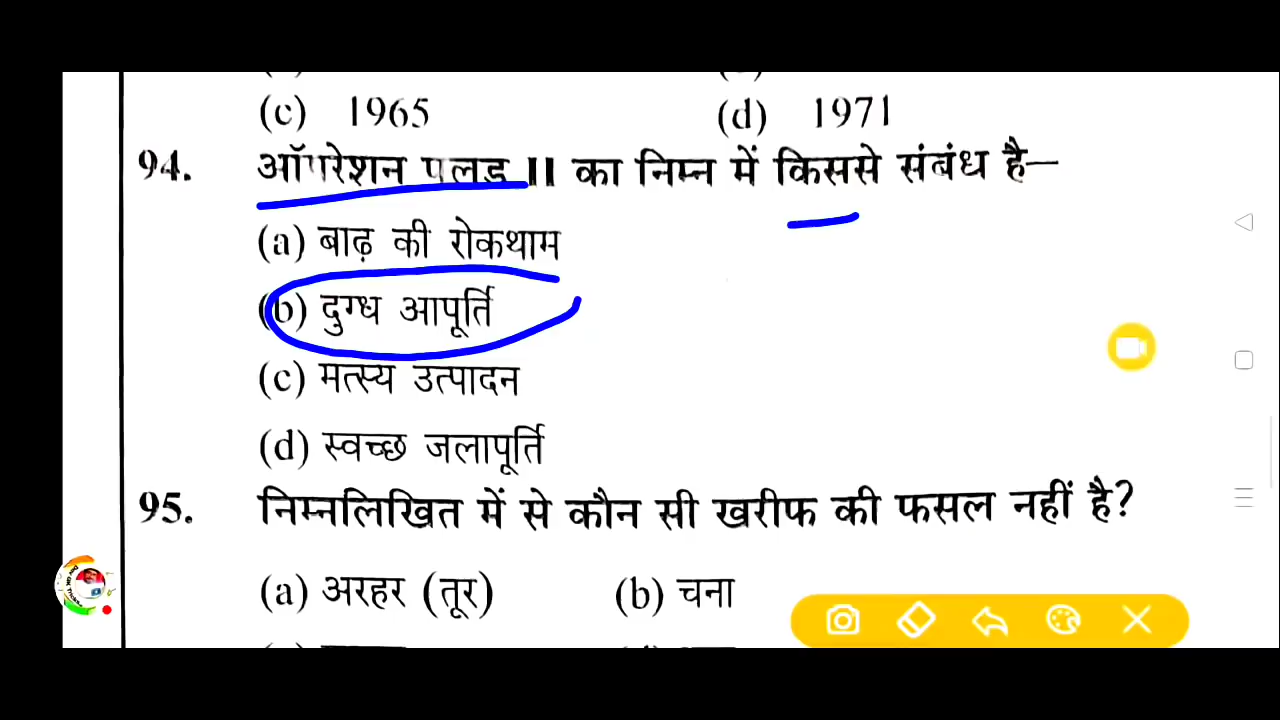 (c) 1965 (d) 1971
94. ऑपरेशन फ्लड II का निम्न में किससे संबंध है—
(a) बाढ़ की रोकथाम
(b) दुग्ध आपूर्ति
(c) मत्स्य उत्पादन
(d) स्वच्छ जलापूर्ति
95. निम्नलिखित में से कौन सी खरीफ की फसल नहीं है?
(a) अरहर (तूर) (b) चना